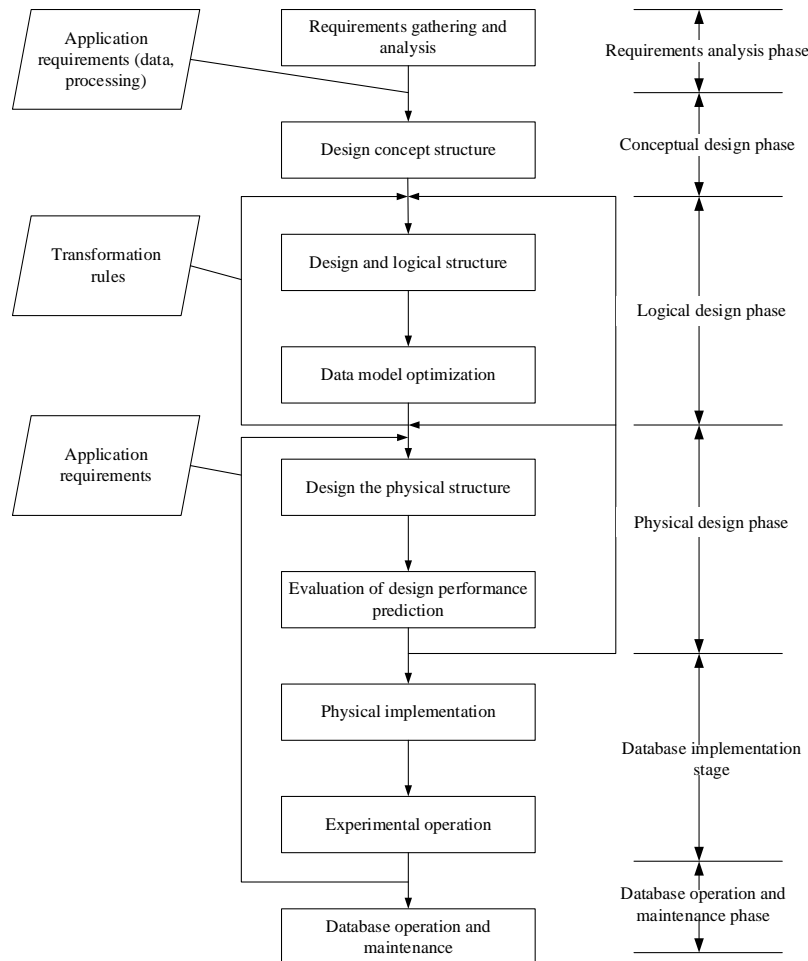 Application
requirements (data,
processing)
Requirements gathering and
analysis
Requirements analysis phase
Design concept structure
Conceptual design phase
Transformation
rules
Design and logical structure
Logical design phase
Data model optimization
Application
requirements
Design the physical structure
Physical design phase
Evaluation of design performance
prediction
Physical implementation
Database implementation
stage
Experimental operation
Database operation and
maintenance phase
Database operation and
maintenance